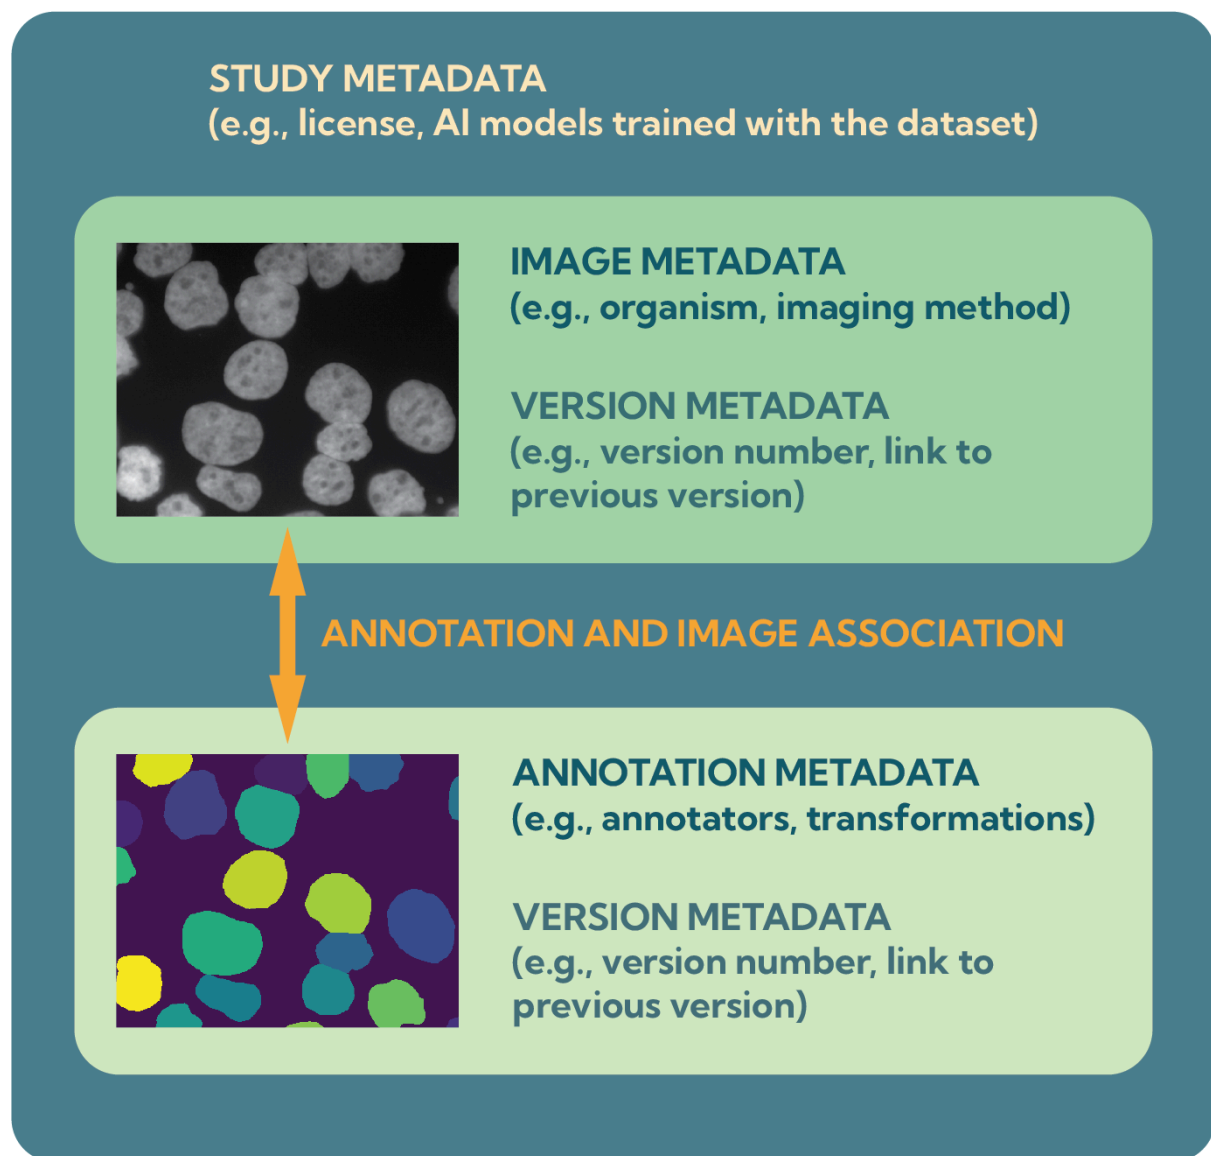 STUDY METADATA
(e.g., license, AI models trained with the dataset)
IMAGE METADATA
(e.g., organism, imaging method)
VERSION METADATA
(e.g., version number, link to
previous version)
ANNOTATION AND IMAGE ASSOCIATION
ANNOTATION METADATA
(e.g., annotators, transformations)
VERSION METADATA
(e.g., version number, link to
previous version)